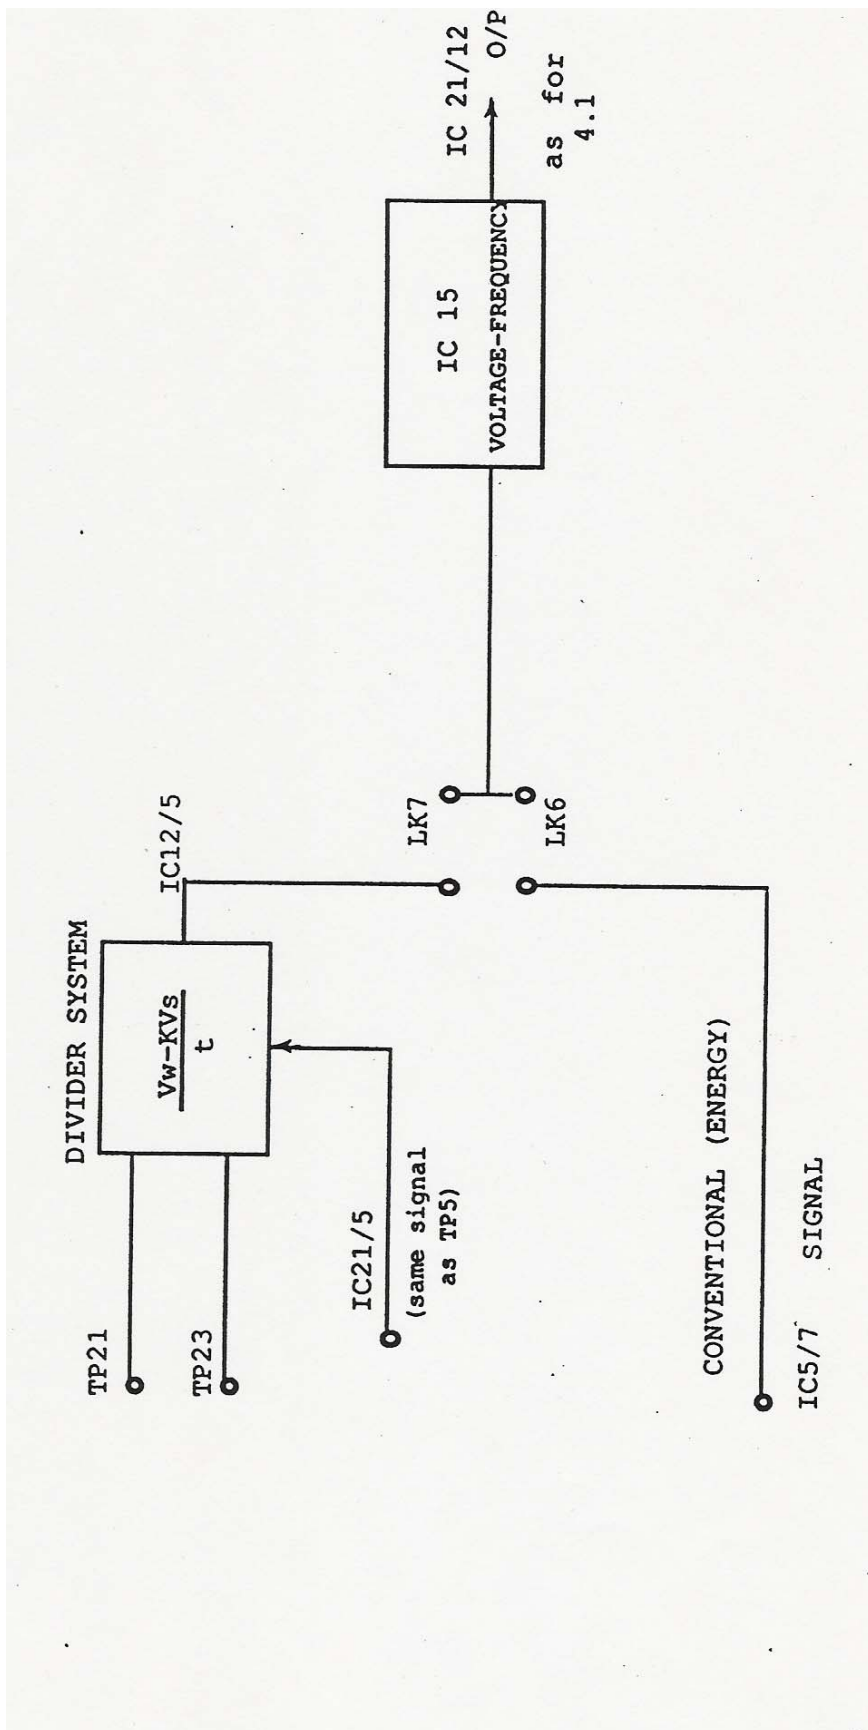 DIVIDER SYSTEM
TP21
TP23
Vw-KVs
t
IC12/5
IC21/5
(same signal
as TP5)
LK7
LK6
IC 15
VOLTAGE-FREQUENCY
IC 21/12
O/P
as for
4.1
CONVENTIONAL (ENERGY)
IC5/7 SIGNAL